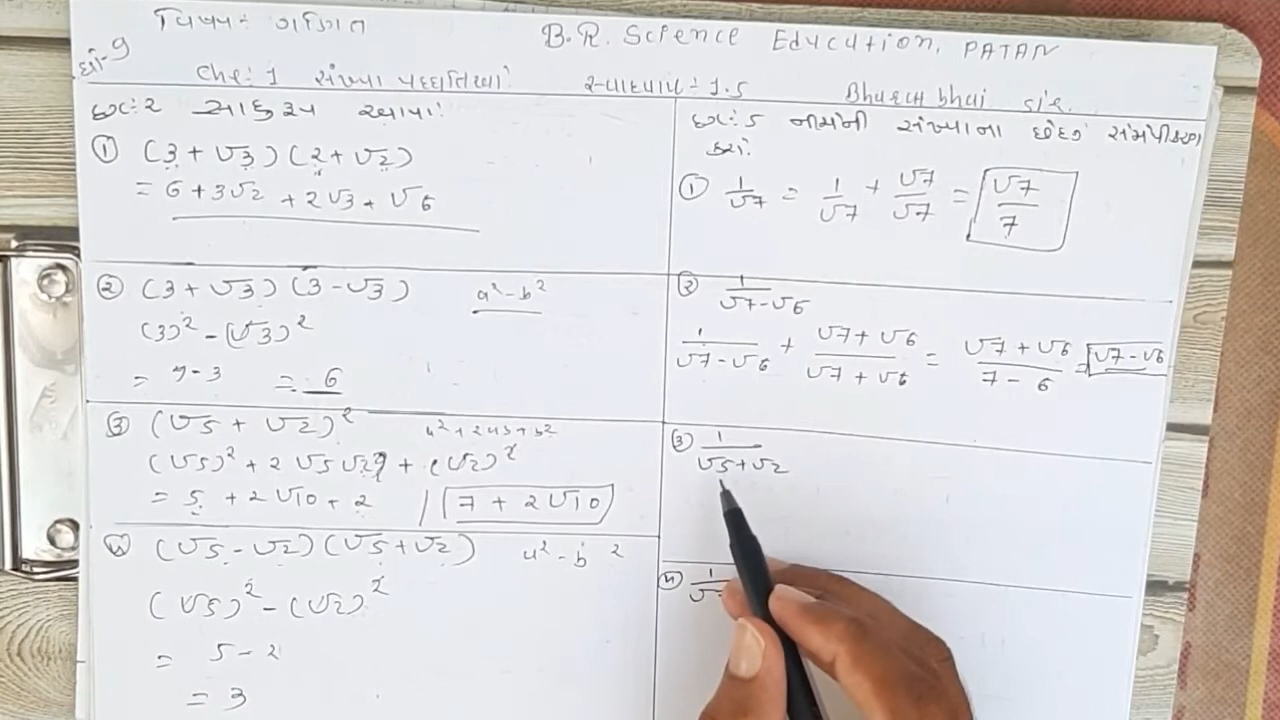 વિષય:- ગણિત
B.R. Science Education, PATAN
ધો-9
ch: 1 સંખ્યા પદ્ધતિઓ
સ્વાધ્યાય:- 1.5
Bharat bhai sir.
પ્ર:૨ સાદુરૂપ આપો:
① (3 + √3) (2 + √2)
= 6 + 3√2 + 2√3 + √6
② (3 + √3) (3 - √3)
a² - b²
(3)² - (√3)²
= 9 - 3 = 6
③ (√5 + √2)²
a² + 2ab + b²
(√5)² + 2 √5 √2 + (√2)²
= 5 + 2√10 + 2
7 + 2√10
④ (√5 - √2) (√5 + √2)
a² - b²
(√5)² - (√2)²
= 5 - 2
= 3
પ્ર:5 નીચેની સંખ્યાના છેદનું સંમેયીકરણ
કરો:
① 1/√7 = 1/√7 + √7/√7 = √7/7
② 1/√7-√6
1/√7-√6 + √7+√6/√7+√6 = √7+√6/7-6 = √7-√6
③ 1/√5+√2
④